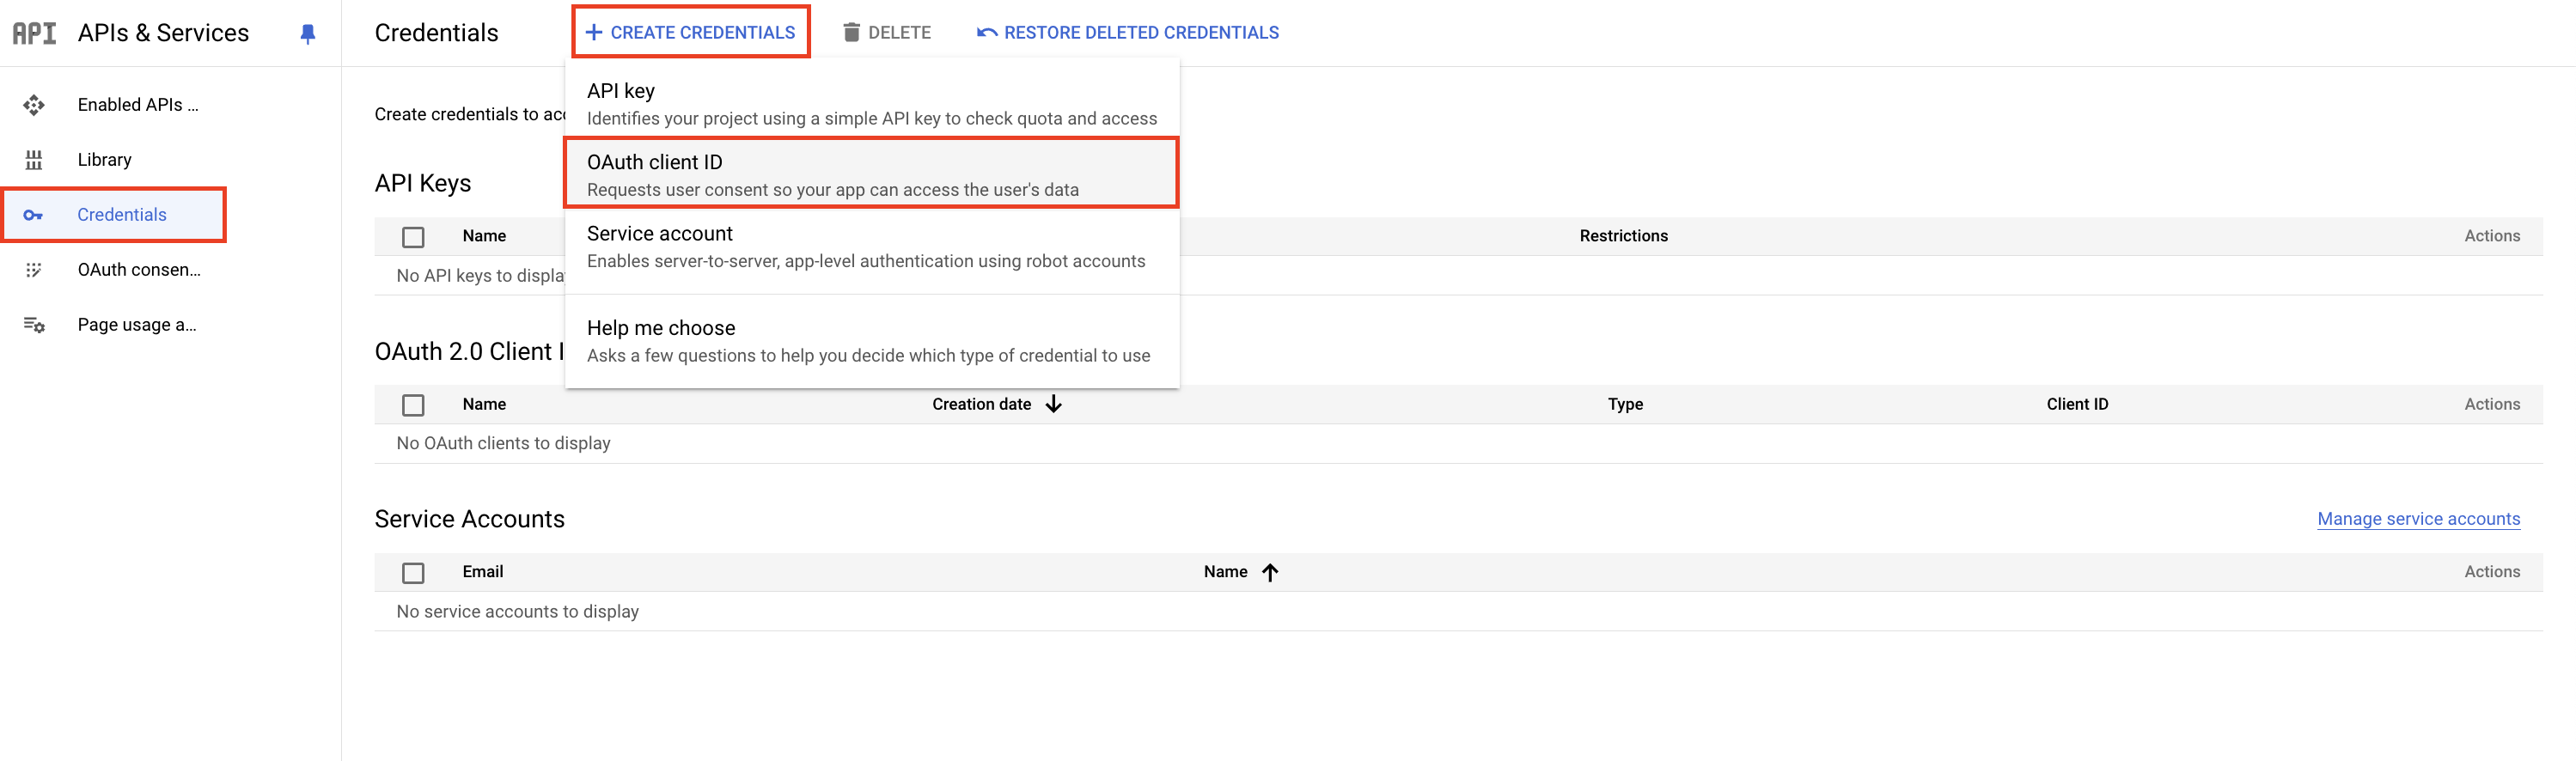 API APIs & Services
Credentials
+ CREATE CREDENTIALS
DELETE
RESTORE DELETED CREDENTIALS
Enabled APIs ...
Library
Credentials
OAuth consen...
Page usage a...
API key
Identifies your project using a simple API key to check quota and access
OAuth client ID
Requests user consent so your app can access the user's data
Service account
Enables server-to-server, app-level authentication using robot accounts
Help me choose
Asks a few questions to help you decide which type of credential to use
Create credentials to
API Keys
Name Restrictions Actions
No API keys to
OAuth 2.0 Client
Name Creation date Type Client ID Actions
No OAuth clients to display
Service Accounts
Manage service accounts
Email Name Actions
No service accounts to display